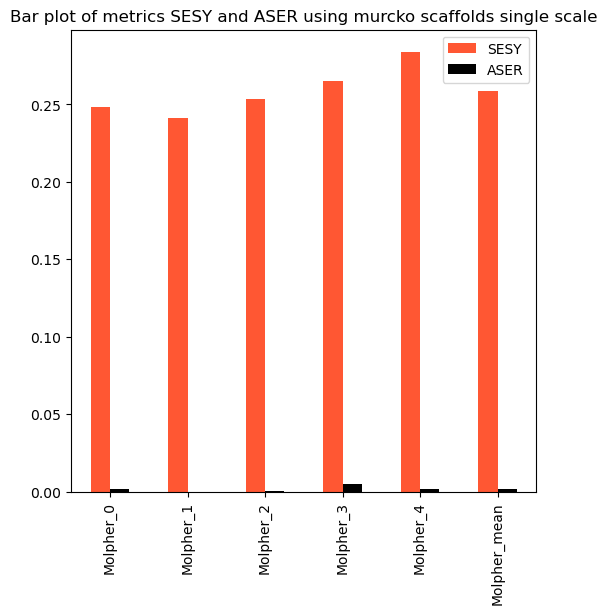 Bar plot of metrics SESY and ASER using murcko scaffolds single scale
SESY
ASER
0.25
0.20
0.15
0.10
0.05
0.00
Molpher_0
Molpher_1
Molpher_2
Molpher_3
Molpher_4
Molpher_mean